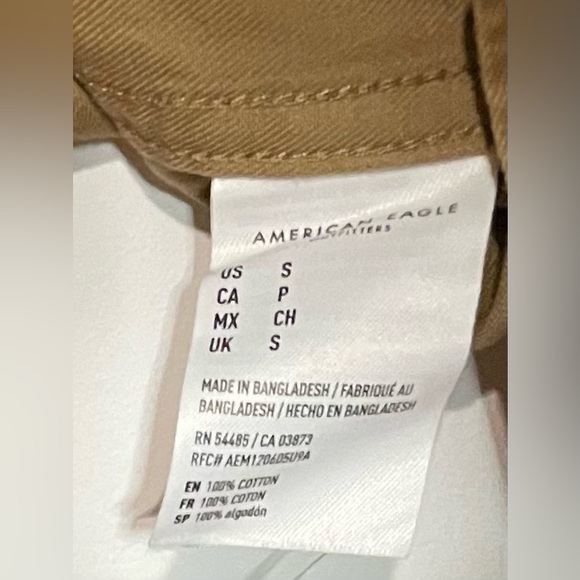 AMERICAN EAGLE
OUTFITTERS
US S
CA P
MX CH
UK S
MADE IN BANGLADESH / FABRIQUÉ AU
BANGLADESH / HECHO EN BANGLADESH
RN 54485 / CA 03873
RFC# AEM120605U9A
EN 100% COTTON
FR 100% COTON
SP 100% algodón